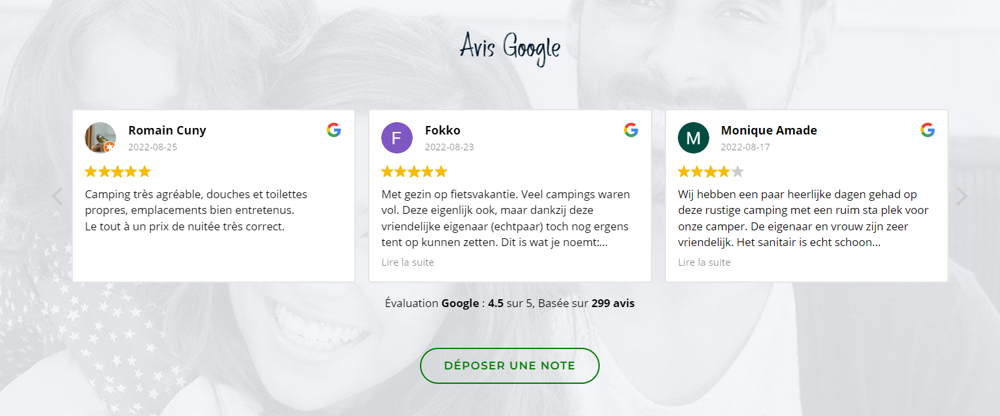 Avis Google
Romain Cuny
2022-08-25
Camping très agréable, douches et toilettes
propres, emplacements bien entretenus.
Le tout à un prix de nuitée très correct.
F
Fokko
2022-08-23
Met gezin op fietsvakantie. Veel campings waren
vol. Deze eigenlijk ook, maar dankzij deze
vriendelijke eigenaar (echtpaar) toch nog ergens
tent op kunnen zetten. Dit is wat je noemt:...
Lire la suite
M
Monique Amade
2022-08-17
Wij hebben een paar heerlijke dagen gehad op
deze rustige camping met een ruim sta plek voor
onze camper. De eigenaar en vrouw zijn zeer
vriendelijk. Het sanitair is echt schoon...
Lire la suite
Évaluation Google : 4.5 sur 5, Basée sur 299 avis
DÉPOSER UNE NOTE